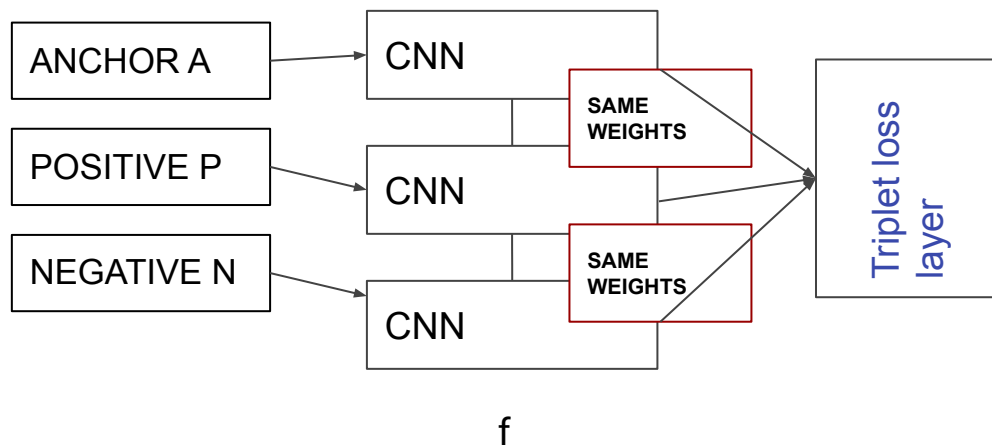 ANCHOR A
CNN
SAME
WEIGHTS
POSITIVE P
CNN
NEGATIVE N
SAME
WEIGHTS
CNN
Triplet loss
layer
f